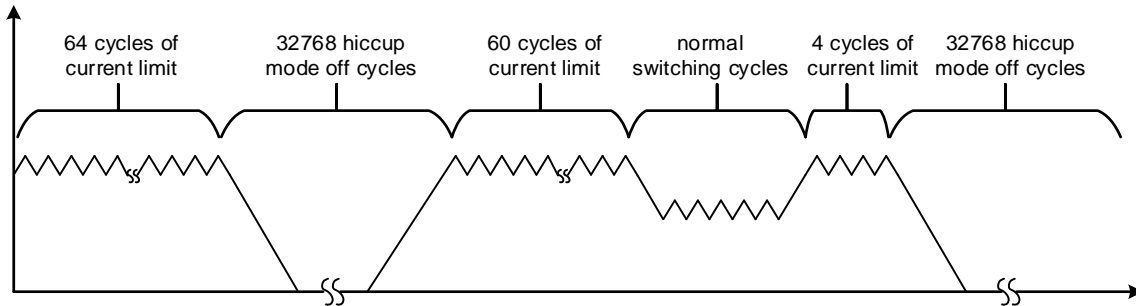 64 cycles of
current limit
32768 hiccup
mode off cycles
60 cycles of
current limit
normal
switching cycles
4 cycles of
current limit
32768 hiccup
mode off cycles